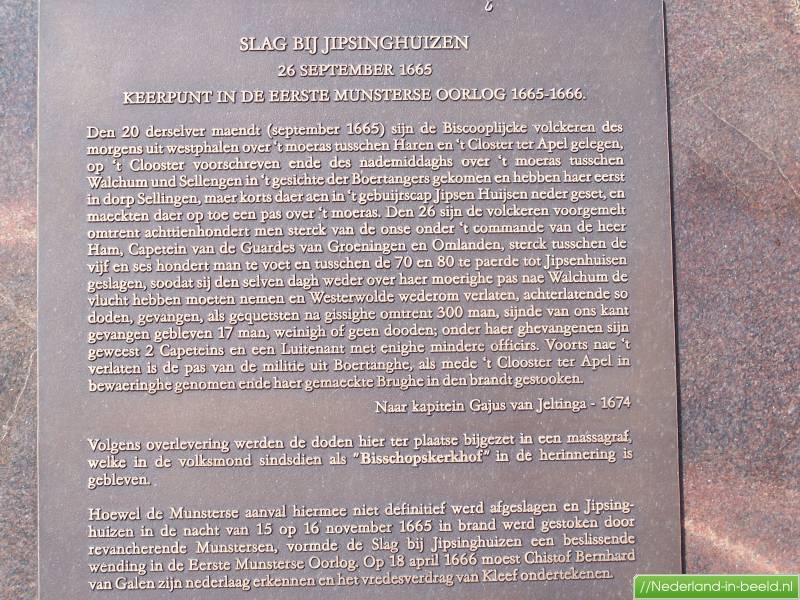 SLAG BIJ JIPSINGHUIZEN
26 SEPTEMBER 1665
KEERPUNT IN DE EERSTE MUNSTERSE OORLOG 1665-1666.
Den 20 derselver maendt (september 1665) sijn de Biscooplijcke volckeren des
morgens uit westphalen over 't moeras tusschen Haren en 't Closter ter Apel gelegen,
op 't Clooster voorschreven ende des nademiddaghs over 't moeras tusschen
Walchum und Sellengen in 't gesichte der Boertangers gekomen en hebben haer eerst
in dorp Sellingen, maer korts daer aen in 't gebuijrscap Jipsen Huijsen neder geset, en
maeckten daer op toe een pas over 't moeras. Den 26 sijn de volckeren voorgemelt
omtrent achttienhondert men sterck van de onse onder 't commande van de heer
Ham, Capetein van de Guardes van Groeningen en Omlanden, sterck tusschen de
vijf en ses hondert man te voet en tusschen de 70 en 80 te paerde tot Jipsenhuisen
geslagen, soodat sij den selven dagh weder over haer moerighe pas nae Walchum de
vlucht hebben moeten nemen en Westerwolde wederom verlaten, achterlatende so
doden, gevangen, als gequetsten na gissighe omtrent 300 man, sijnde van ons kant
gevangen gebleven 17 man, weinigh of geen dooden; onder haer ghevangenen sijn
geweest 2 Capeteins en een Luitenant met enighe mindere officirs. Voorts nae 't
verlaten is de pas van de militie uit Boertanghe, als mede 't Clooster ter Apel in
bewaeringhe genomen ende haer gemaeckte Brughe in den brandt gestooken.
Naar kapitein Gajus van Jeltinga - 1674
Volgens overlevering werden de doden hier ter plaatse bijgezet in een massagraf,
welke in de volksmond sindsdien als "Bisschopskerkhof" in de herinnering is
gebleven.
Hoewel de Munsterse aanval hiermee niet definitief werd afgeslagen en Jipsing-
huizen in de nacht van 15 op 16 november 1665 in brand werd gestoken door
revancherende Munstersen, vormde de Slag bij Jipsinghuizen een beslissende
wending in de Eerste Munsterse Oorlog. Op 18 april 1666 moest Chistof Bernhard
van Galen zijn nederlaag erkennen en het vredesverdrag van Kleef ondertekenen.
//Nederland-in-beeld.nl